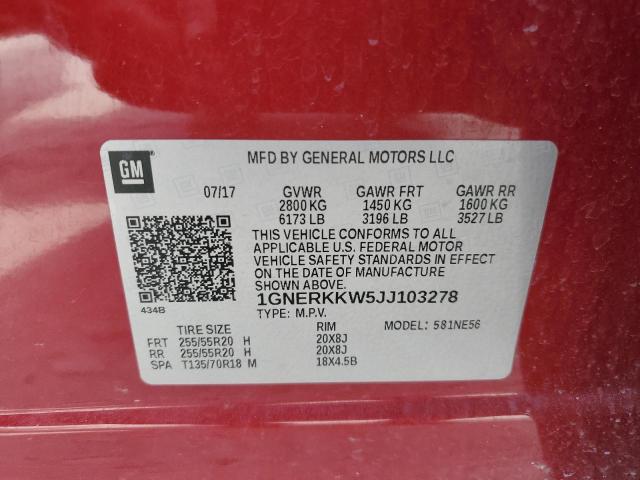 GM
MFD BY GENERAL MOTORS LLC
07/17 GVWR GAWR FRT GAWR RR
2800 KG 1450 KG 1600 KG
6173 LB 3196 LB 3527 LB
THIS VEHICLE CONFORMS TO ALL
APPLICABLE U.S. FEDERAL MOTOR
VEHICLE SAFETY STANDARDS IN EFFECT
ON THE DATE OF MANUFACTURE
SHOWN ABOVE.
434B
1GNERKKW5JJ103278
TYPE: M.P.V. MODEL: 581NE56
TIRE SIZE RIM
FRT 255/55R20 H 20X8J
RR 255/55R20 H 20X8J
SPA T135/70R18 M 18X4.5B